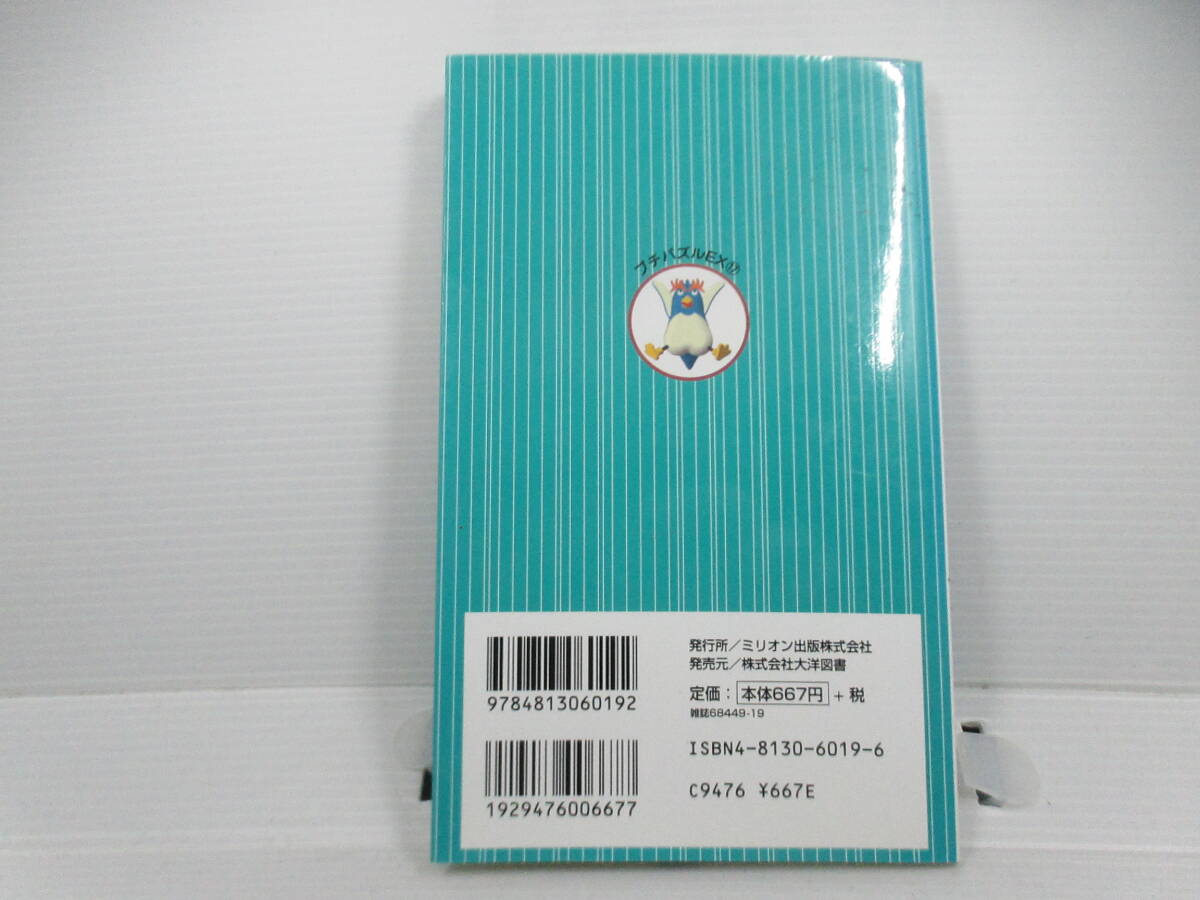 プチパズルEX⑰
9784813060192
1929476006677
発行所／ミリオン出版株式会社
発売元／株式会社大洋図書
定価：本体667円＋税
雑誌68449-19
ISBN4-8130-6019-6
C9476 ¥667E